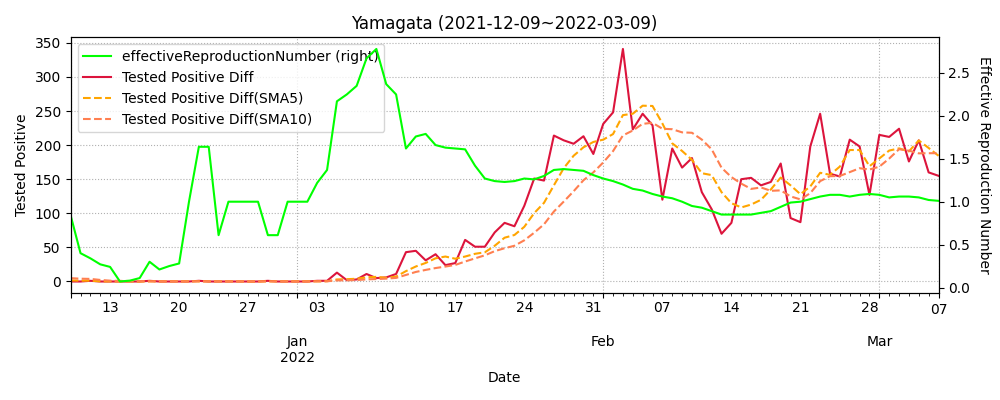 Yamagata (2021-12-09~2022-03-09)
effectiveReproductionNumber (right)
Tested Positive Diff
Tested Positive Diff(SMA5)
Tested Positive Diff(SMA10)
Tested Positive
350
300
250
200
150
100
50
0
Effective Reproduction Number
2.5
2.0
1.5
1.0
0.5
0.0
13 20 27 03 10 17 24 31 07 14 21 28 07
Jan Feb Mar
2022
Date